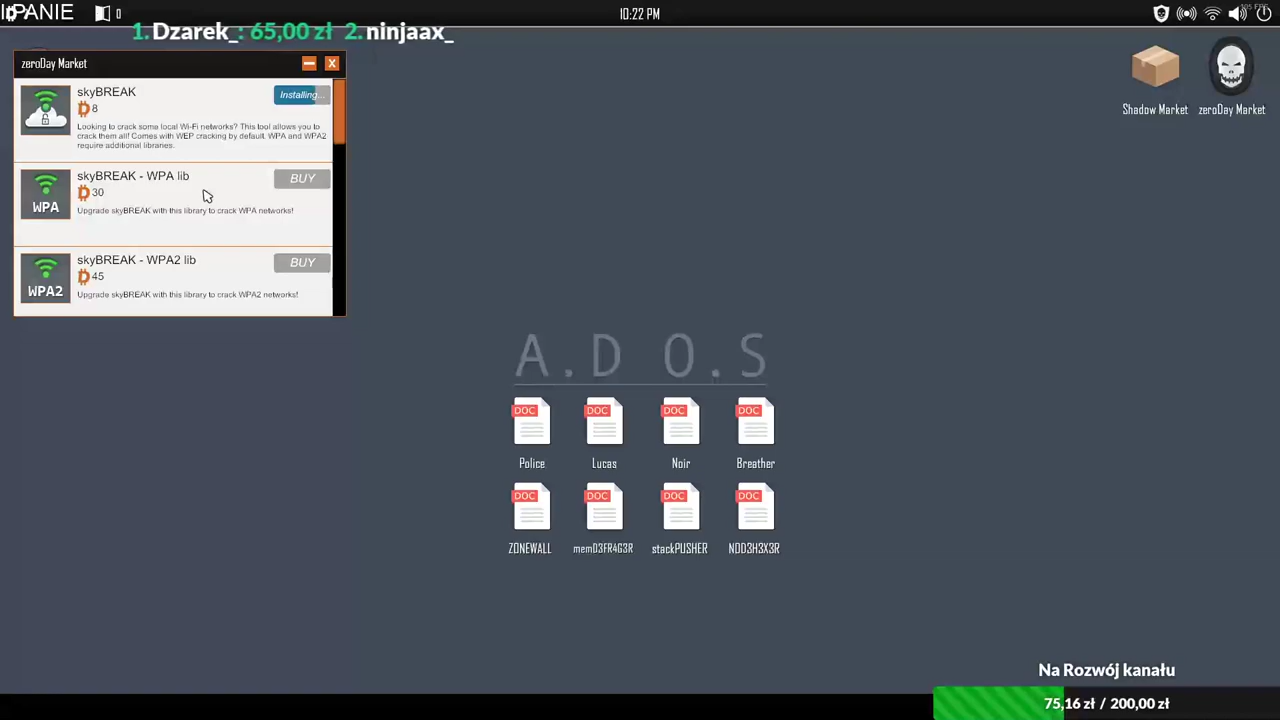 IPANIE
0
10:22 PM
1. Dzarek_: 65,00 zł 2. ninjaax_
zeroDay Market
X
skyBREAK
8
Installing...
Looking to crack some local Wi-Fi networks? This tool allows you to
crack them all! Comes with WEP cracking by default. WPA and WPA2
require additional libraries.
skyBREAK - WPA lib
30
BUY
WPA
Upgrade skyBREAK with this library to crack WPA networks!
skyBREAK - WPA2 lib
45
BUY
WPA2
Upgrade skyBREAK with this library to crack WPA2 networks!
Shadow Market
zeroDay Market
A.D O.S
DOC DOC DOC DOC
Police Lucas Noir Breather
DOC DOC DOC DOC
ZONEWALL memD3FR4G3R stackPUSHER NODD3H3X3R
Na Rozwój kanału
75,16 zł / 200,00 zł